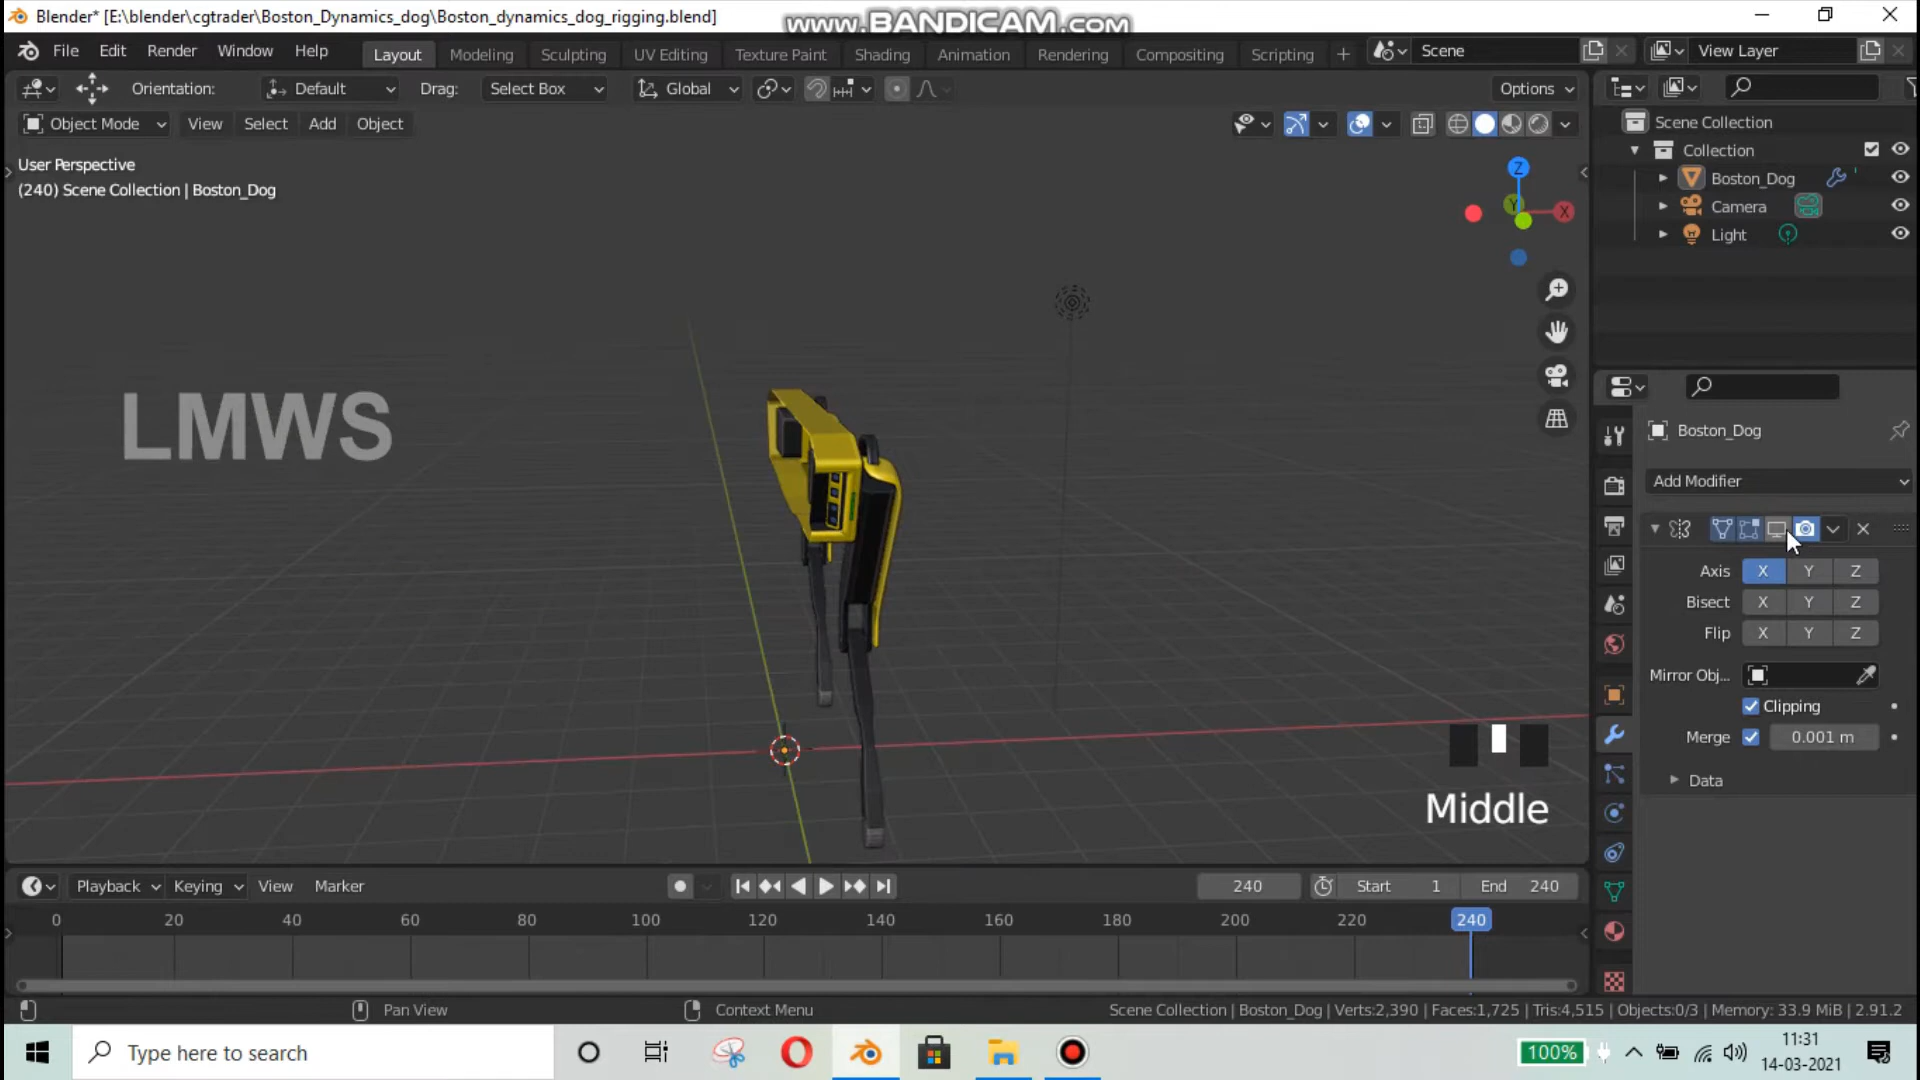 Blender* [E:\blender\cgtrader\Boston_Dynamics_dog\Boston_dynamics_dog_rigging.blend]
www.BANDICAM.com
File Edit Render Window Help
Layout Modeling Sculpting UV Editing Texture Paint Shading Animation Rendering Compositing Scripting +
Scene
View Layer
Orientation: Default Drag: Select Box Global Options
Object Mode View Select Add Object
User Perspective
(240) Scene Collection | Boston_Dog
Z
Y
X
Scene Collection
Collection
Boston_Dog
Camera
Light
LMWS
Boston_Dog
Add Modifier
Axis X Y Z
Bisect X Y Z
Flip X Y Z
Mirror Obj...
Clipping
Merge 0.001 m
Data
Middle
Playback Keying View Marker 240 Start 1 End 240
0 20 40 60 80 100 120 140 160 180 200 220 240
Pan View Context Menu
Scene Collection | Boston_Dog | Verts:2,390 | Faces:1,725 | Tris:4,515 | Objects:0/3 | Memory: 33.9 MiB | 2.91.2
Type here to search
100%
11:31
14-03-2021